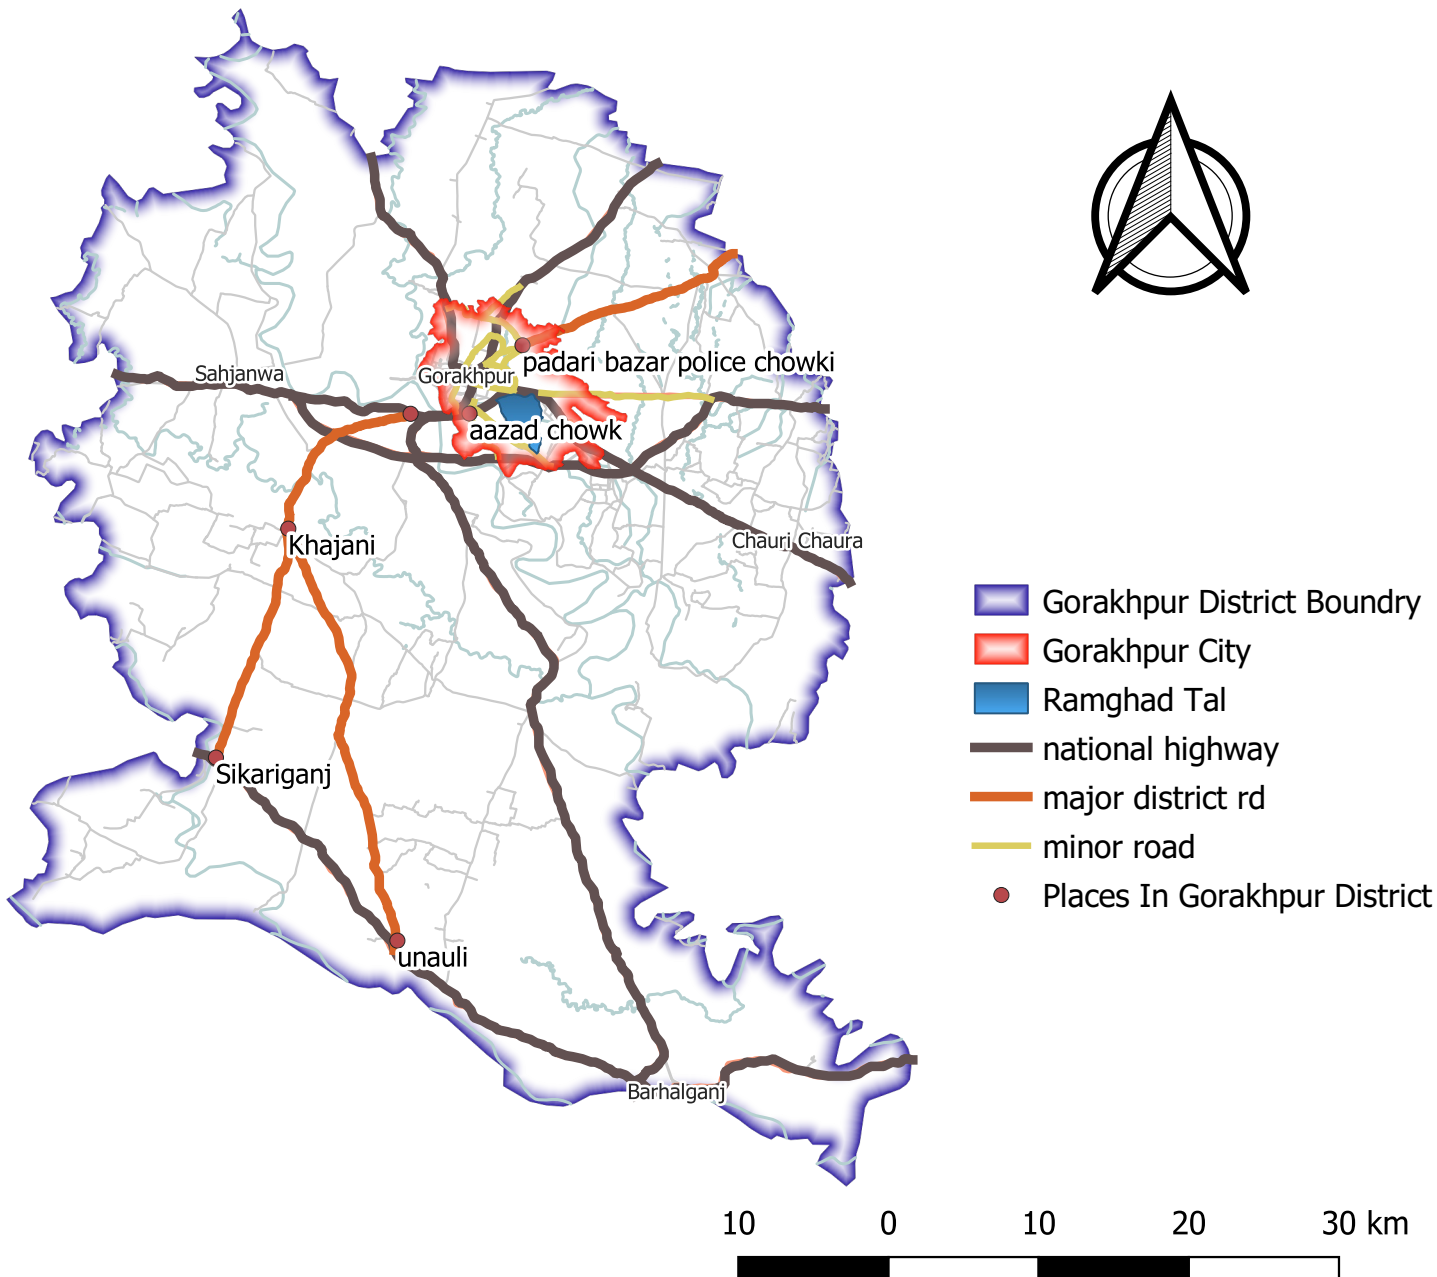 Sahjanwa
Gorakhpur
padari bazar police chowki
aazad chowk
Khajani
Chauri Chaura
Sikariganj
unauli
Barhalganj
Gorakhpur District Boundry
Gorakhpur City
Ramghad Tal
national highway
major district rd
minor road
Places In Gorakhpur District
10 0 10 20 30 km